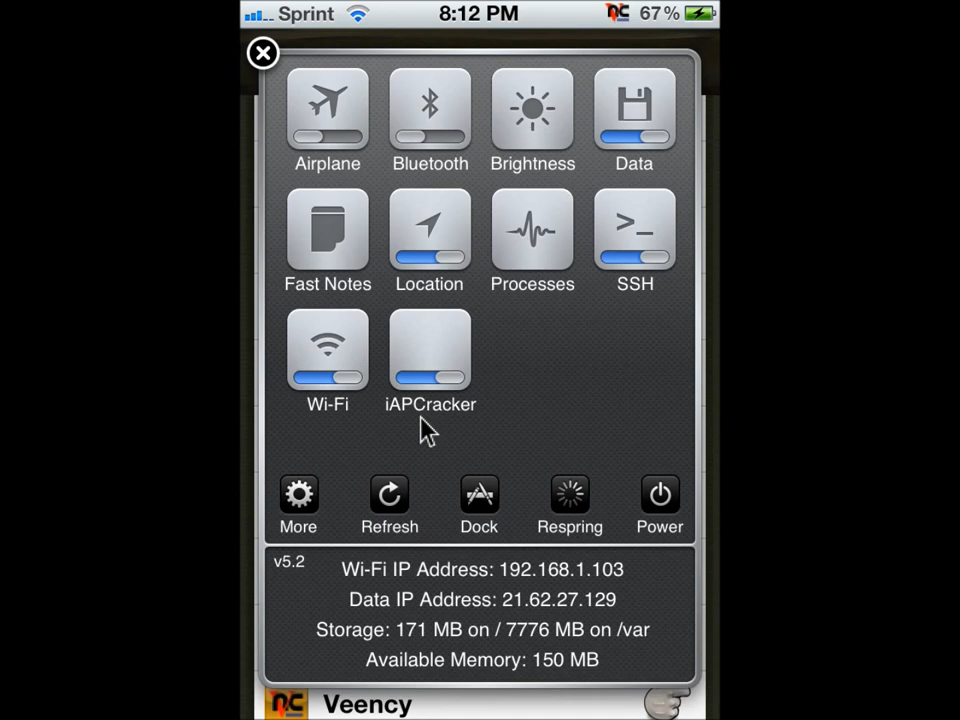 Sprint 8:12 PM 67%
Airplane Bluetooth Brightness Data
Fast Notes Location Processes SSH
Wi-Fi iAPCracker
More Refresh Dock Respring Power
v5.2
Wi-Fi IP Address: 192.168.1.103
Data IP Address: 21.62.27.129
Storage: 171 MB on / 7776 MB on /var
Available Memory: 150 MB
Veency